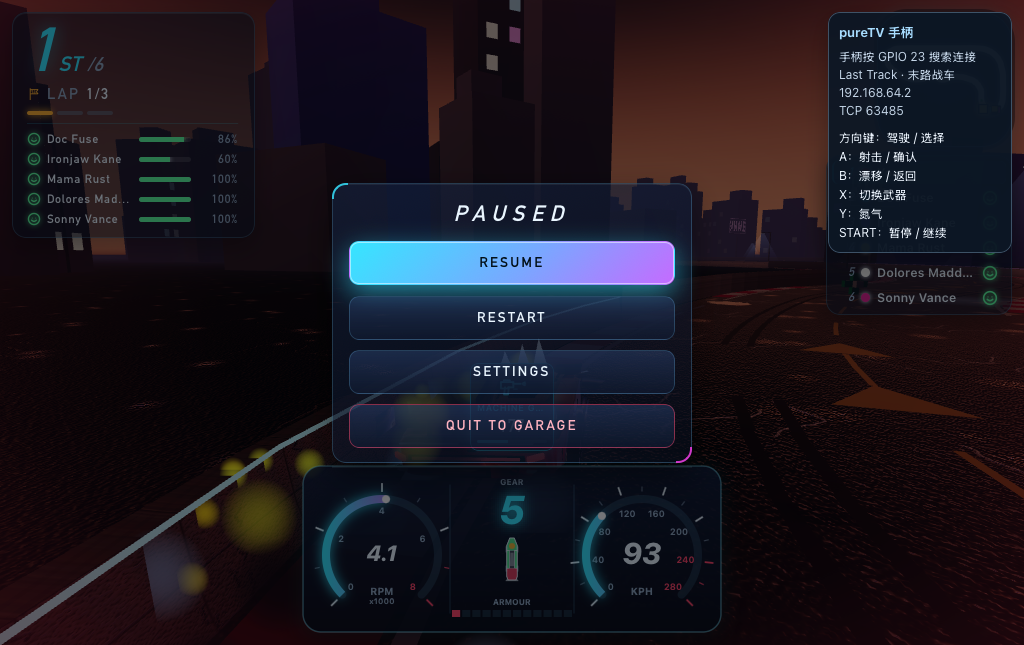 1 ST /6
LAP 1/3
Doc Fuse 86%
Ironjaw Kane 60%
Mama Rust 100%
Dolores Mad... 100%
Sonny Vance 100%
pureTV 手柄
手柄按 GPIO 23 搜索连接
Last Track · 末路战车
192.168.64.2
TCP 63485
方向键: 驾驶 / 选择
A: 射击 / 确认
B: 漂移 / 返回
X: 切换武器
Y: 氮气
START: 暂停 / 继续
5 Dolores Madd...
6 Sonny Vance
PAUSED
RESUME
RESTART
SETTINGS
QUIT TO GARAGE
0 2 4 6 8
4.1
RPM
x1000
GEAR
5
ARMOUR
0 40 80 120 160 200 240 280
93
KPH